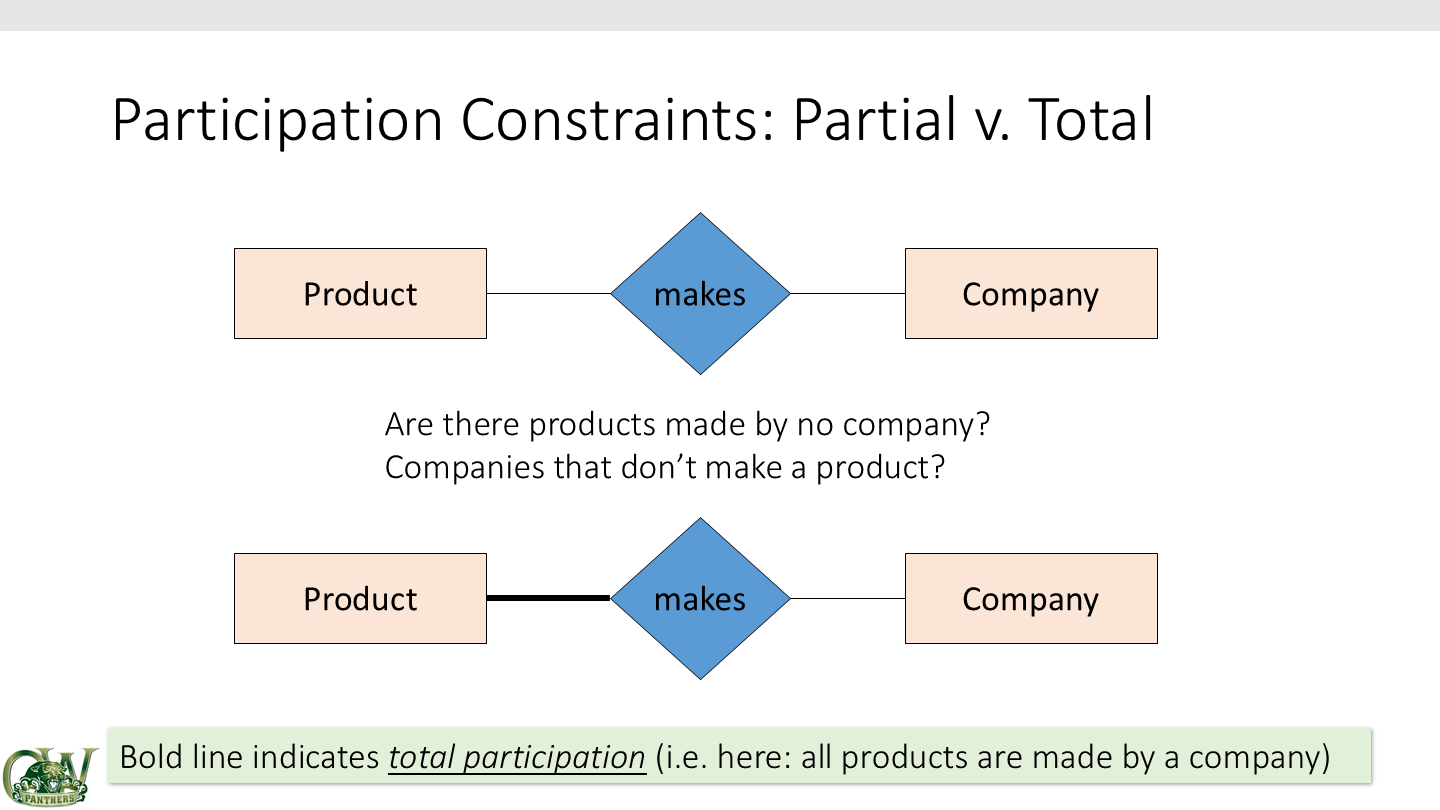 Participation Constraints: Partial v. Total
Product
makes
Company
Are there products made by no company?
Companies that don’t make a product?
Product
makes
Company
Bold line indicates total participation (i.e. here: all products are made by a company)
OW
PANTHERS